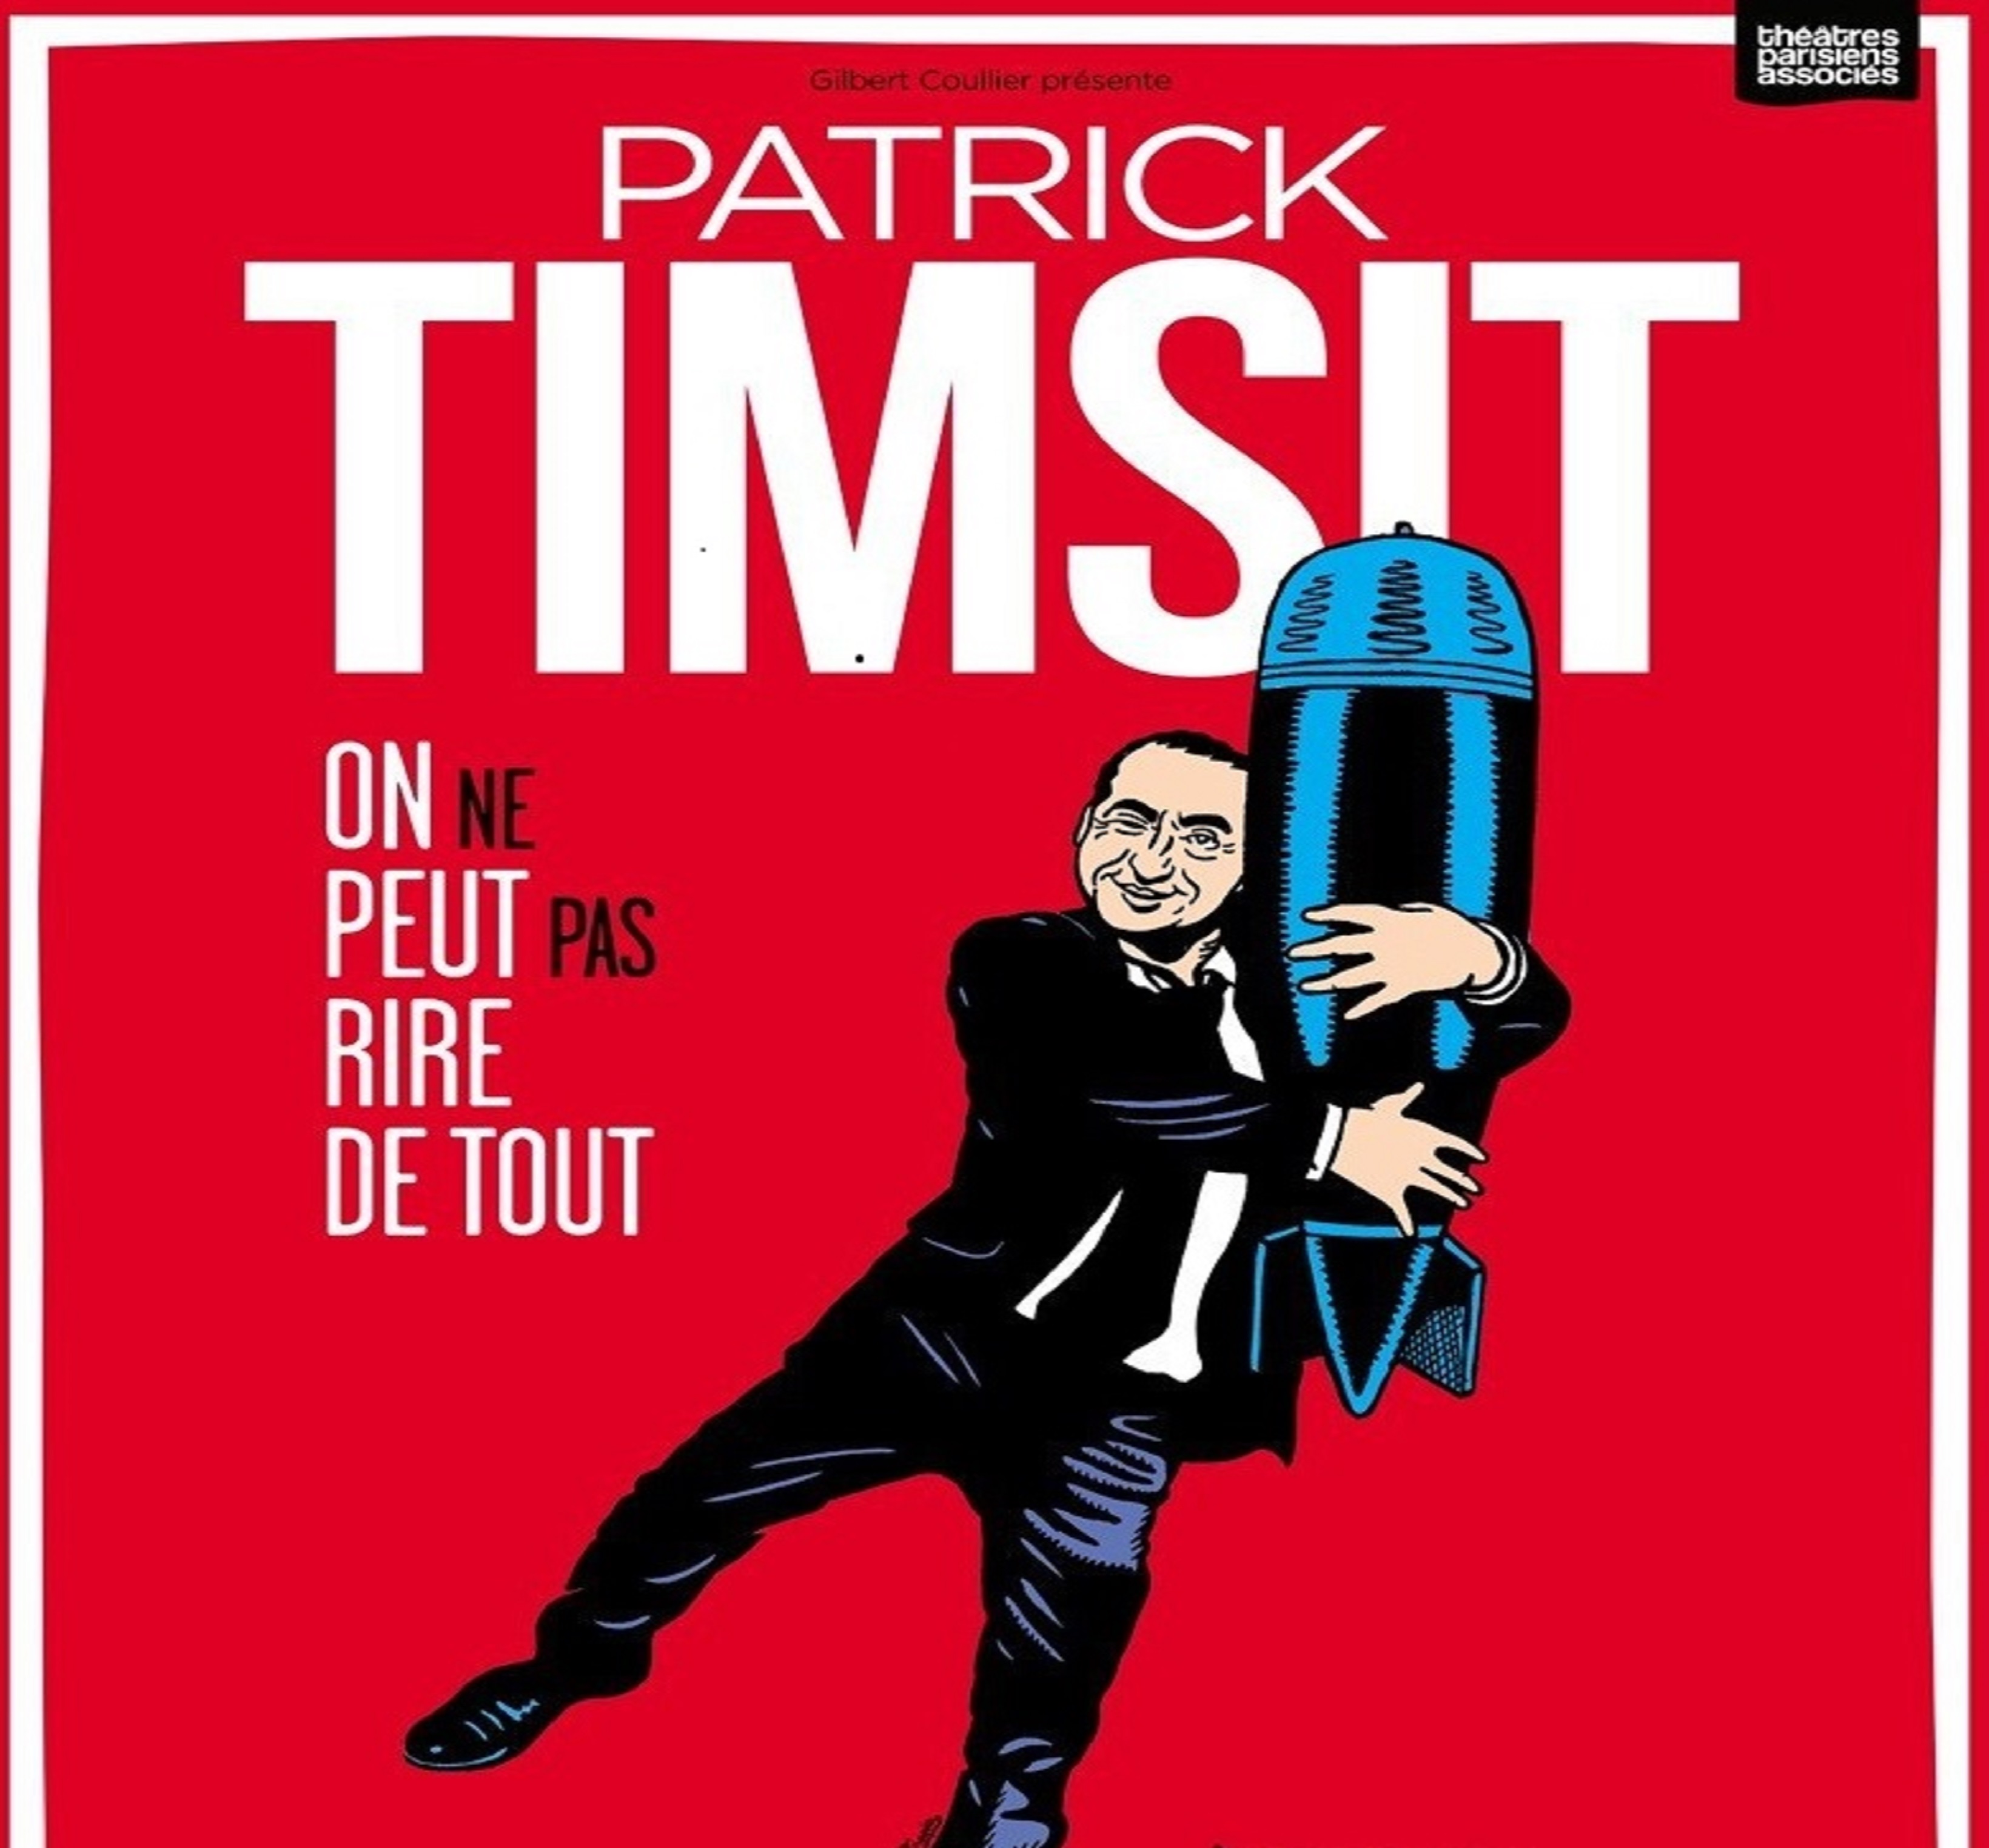 théâtres
parisiens
associés
Gilbert Coullier présente
PATRICK
TIMSIT
ON NE
PEUT PAS
RIRE
DE TOUT